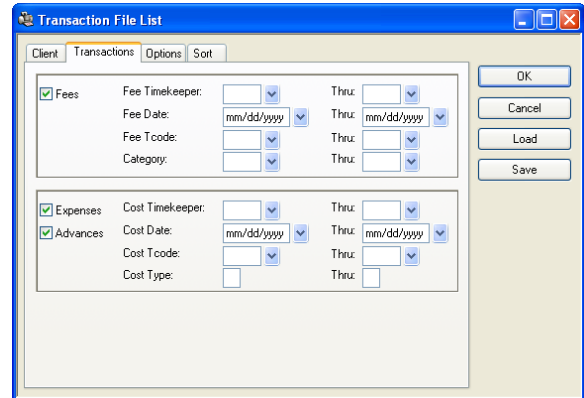 Transaction File List
Client Transactions Options Sort
Fees Fee Timekeeper: Thru:
Fee Date: mm/dd/yyyy Thru: mm/dd/yyyy
Fee Tcode: Thru:
Category: Thru:
Expenses Cost Timekeeper: Thru:
Advances Cost Date: mm/dd/yyyy Thru: mm/dd/yyyy
Cost Tcode: Thru:
Cost Type: Thru:
OK
Cancel
Load
Save